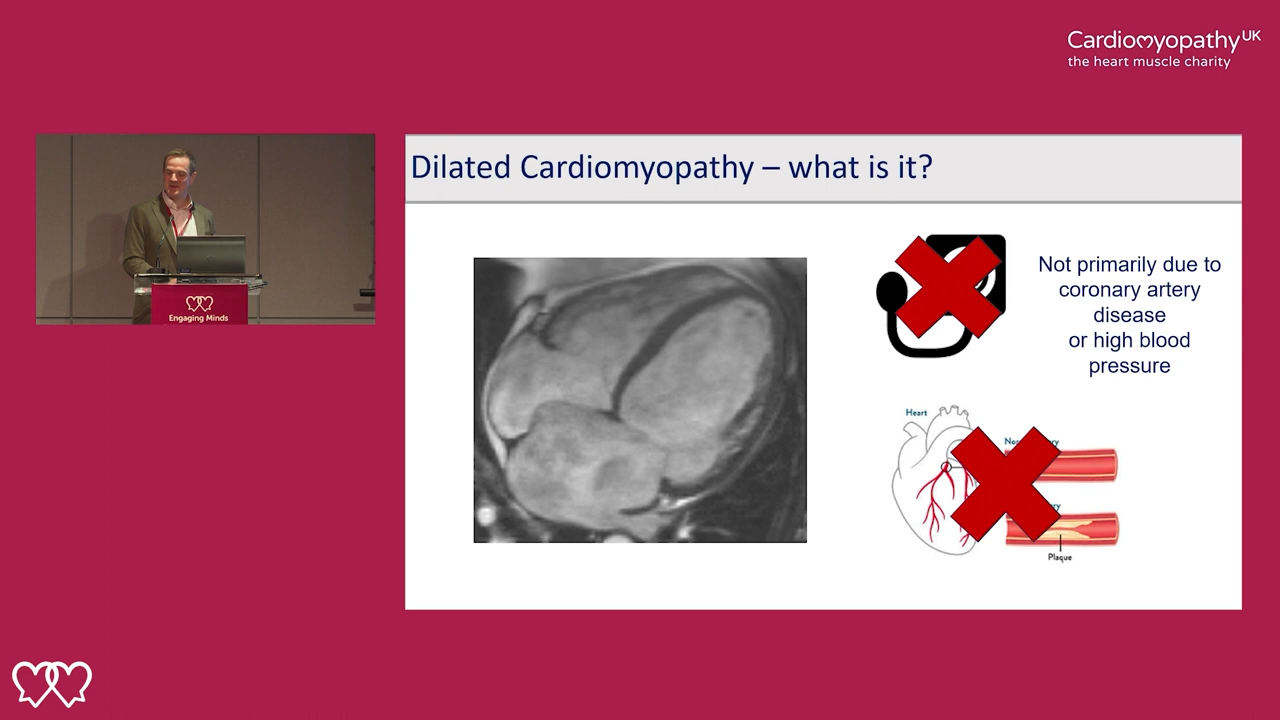 Cardiomyopathy UK
the heart muscle charity
Dilated Cardiomyopathy – what is it?
Not primarily due to
coronary artery
disease
or high blood
pressure
Heart
Plaque
Engaging Minds